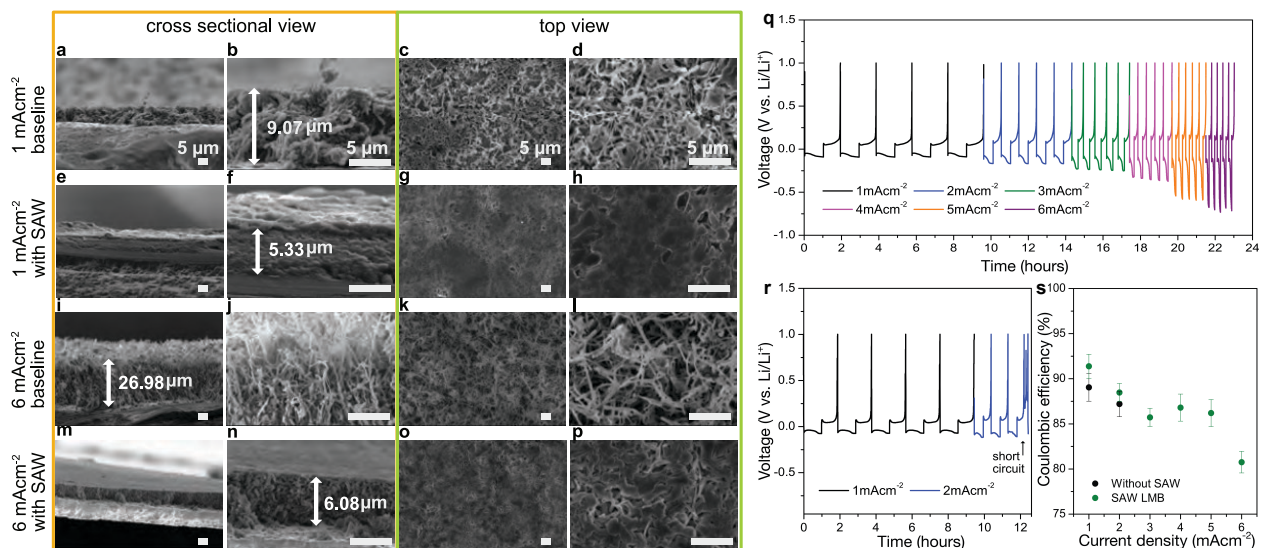 cross sectional view
top view
1 mAcm⁻²
baseline
a
b
c
d
9.07 µm
5 µm
5 µm
5 µm
5 µm
1 mAcm⁻²
with SAW
e
f
g
h
5.33 µm
6 mAcm⁻²
baseline
i
j
k
l
26.98 µm
6 mAcm⁻²
with SAW
m
n
o
p
6.08 µm
q
Voltage (V vs. Li/Li⁺)
1.5
1.0
0.5
0.0
-0.5
-1.0
1mAcm⁻² 2mAcm⁻² 3mAcm⁻²
4mAcm⁻² 5mAcm⁻² 6mAcm⁻²
0 2 4 6 8 10 12 14 16 18 20 22 24
Time (hours)
r
Voltage (V vs. Li/Li⁺)
1.5
1.0
0.5
0.0
-0.5
short
circuit
1mAcm⁻² 2mAcm⁻²
0 2 4 6 8 10 12
Time (hours)
s
Coulombic efficiency (%)
100
95
90
85
80
75
Without SAW
SAW LMB
1 2 3 4 5 6
Current density (mAcm⁻²)